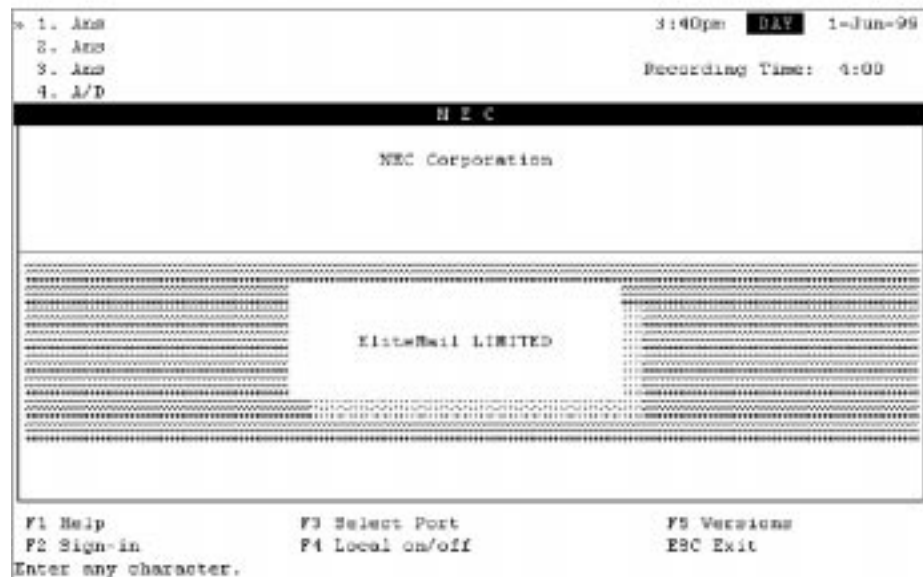 » 1. Ans
2. Ans
3. Ans
4. A/D
3:40pm DAY 1-Jun-98
Recording Time: 4:00
N E C
NEC Corporation
EliteMail LIMITED
F1 Help F3 Select Port F5 Versions
F2 Sign-in F4 Local on/off ESC Exit
Enter any character.